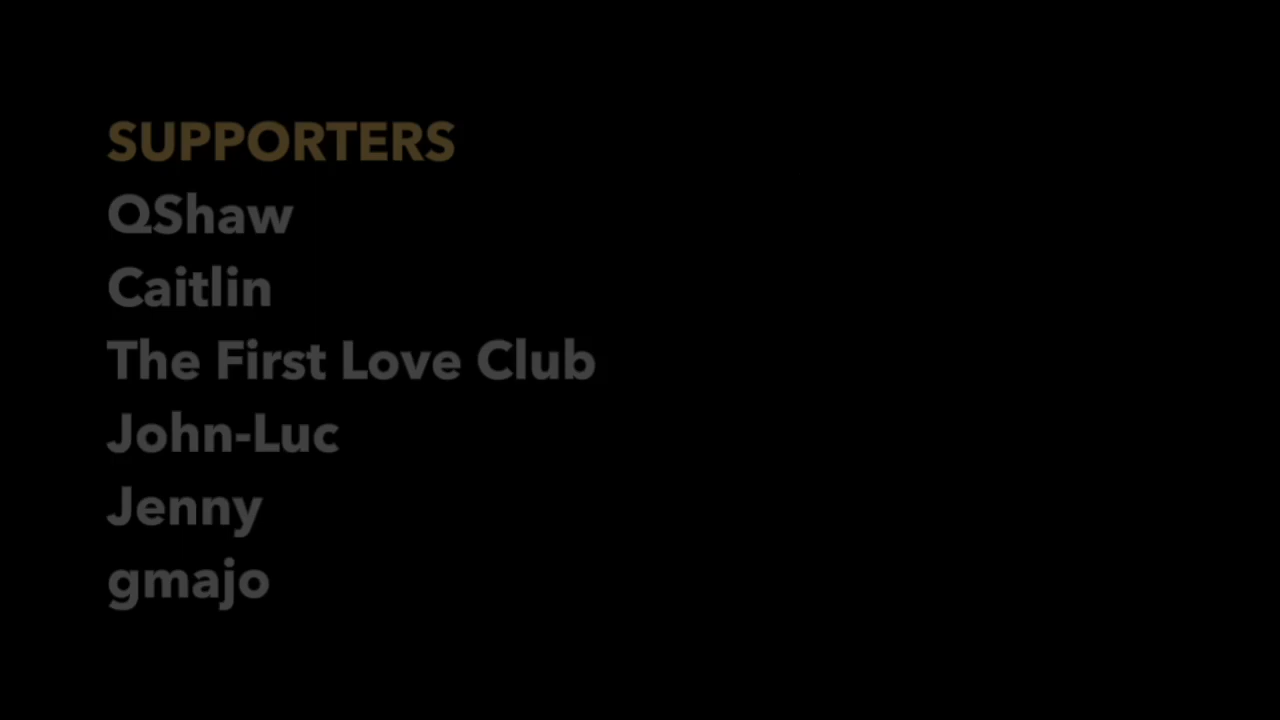 SUPPORTERS
QShaw
Caitlin
The First Love Club
John-Luc
Jenny
gmajo